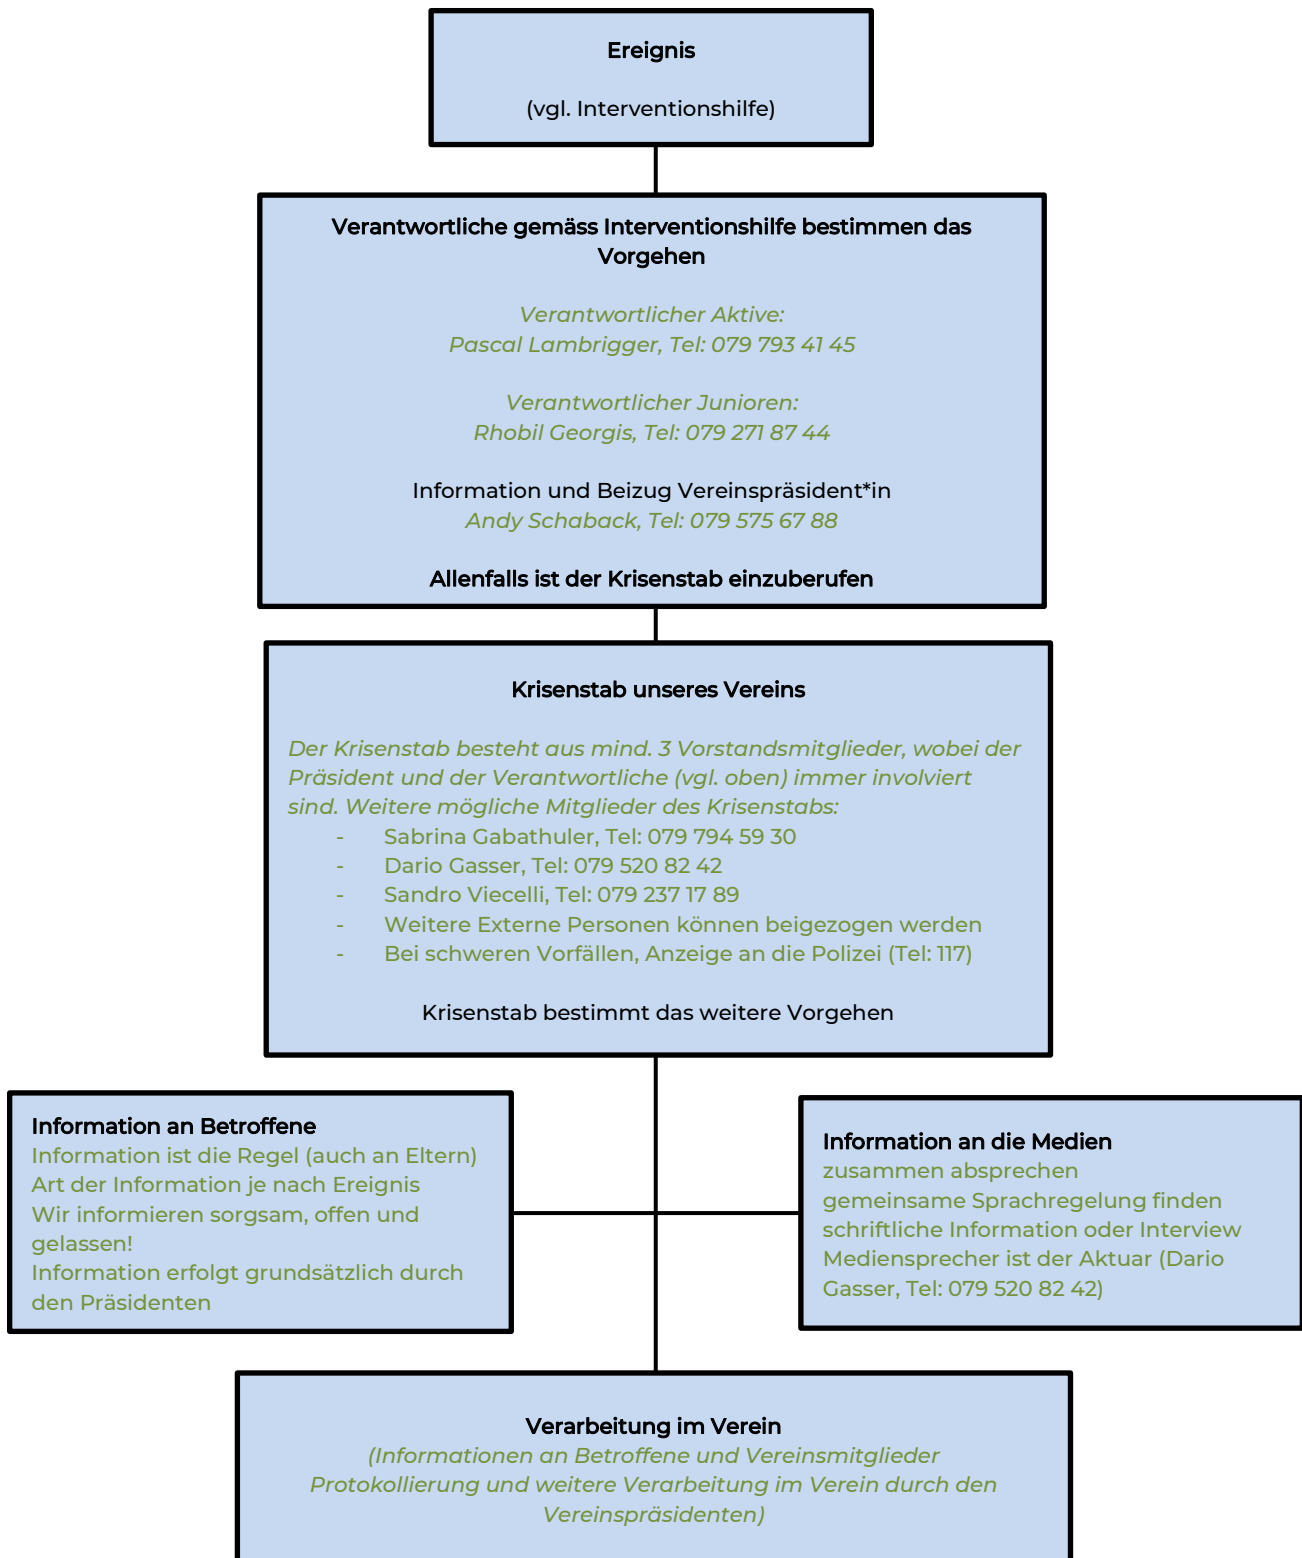 Ereignis
(vgl. Interventionshilfe)
Verantwortliche gemäss Interventionshilfe bestimmen das
Vorgehen
Verantwortlicher Aktive:
Pascal Lambrigger, Tel: 079 793 41 45
Verantwortlicher Junioren:
Rhobil Georgis, Tel: 079 271 87 44
Information und Beizug Vereinspräsident*in
Andy Schaback, Tel: 079 575 67 88
Allenfalls ist der Krisenstab einzuberufen
Krisenstab unseres Vereins
Der Krisenstab besteht aus mind. 3 Vorstandsmitglieder, wobei der
Präsident und der Verantwortliche (vgl. oben) immer involviert
sind. Weitere mögliche Mitglieder des Krisenstabs:
- Sabrina Gabathuler, Tel: 079 794 59 30
- Dario Gasser, Tel: 079 520 82 42
- Sandro Viecelli, Tel: 079 237 17 89
- Weitere Externe Personen können beigezogen werden
- Bei schweren Vorfällen, Anzeige an die Polizei (Tel: 117)
Krisenstab bestimmt das weitere Vorgehen
Information an Betroffene
Information ist die Regel (auch an Eltern)
Art der Information je nach Ereignis
Wir informieren sorgsam, offen und
gelassen!
Information erfolgt grundsätzlich durch
den Präsidenten
Information an die Medien
zusammen absprechen
gemeinsame Sprachregelung finden
schriftliche Information oder Interview
Mediensprecher ist der Aktuar (Dario
Gasser, Tel: 079 520 82 42)
Verarbeitung im Verein
(Informationen an Betroffene und Vereinsmitglieder
Protokollierung und weitere Verarbeitung im Verein durch den
Vereinspräsidenten)